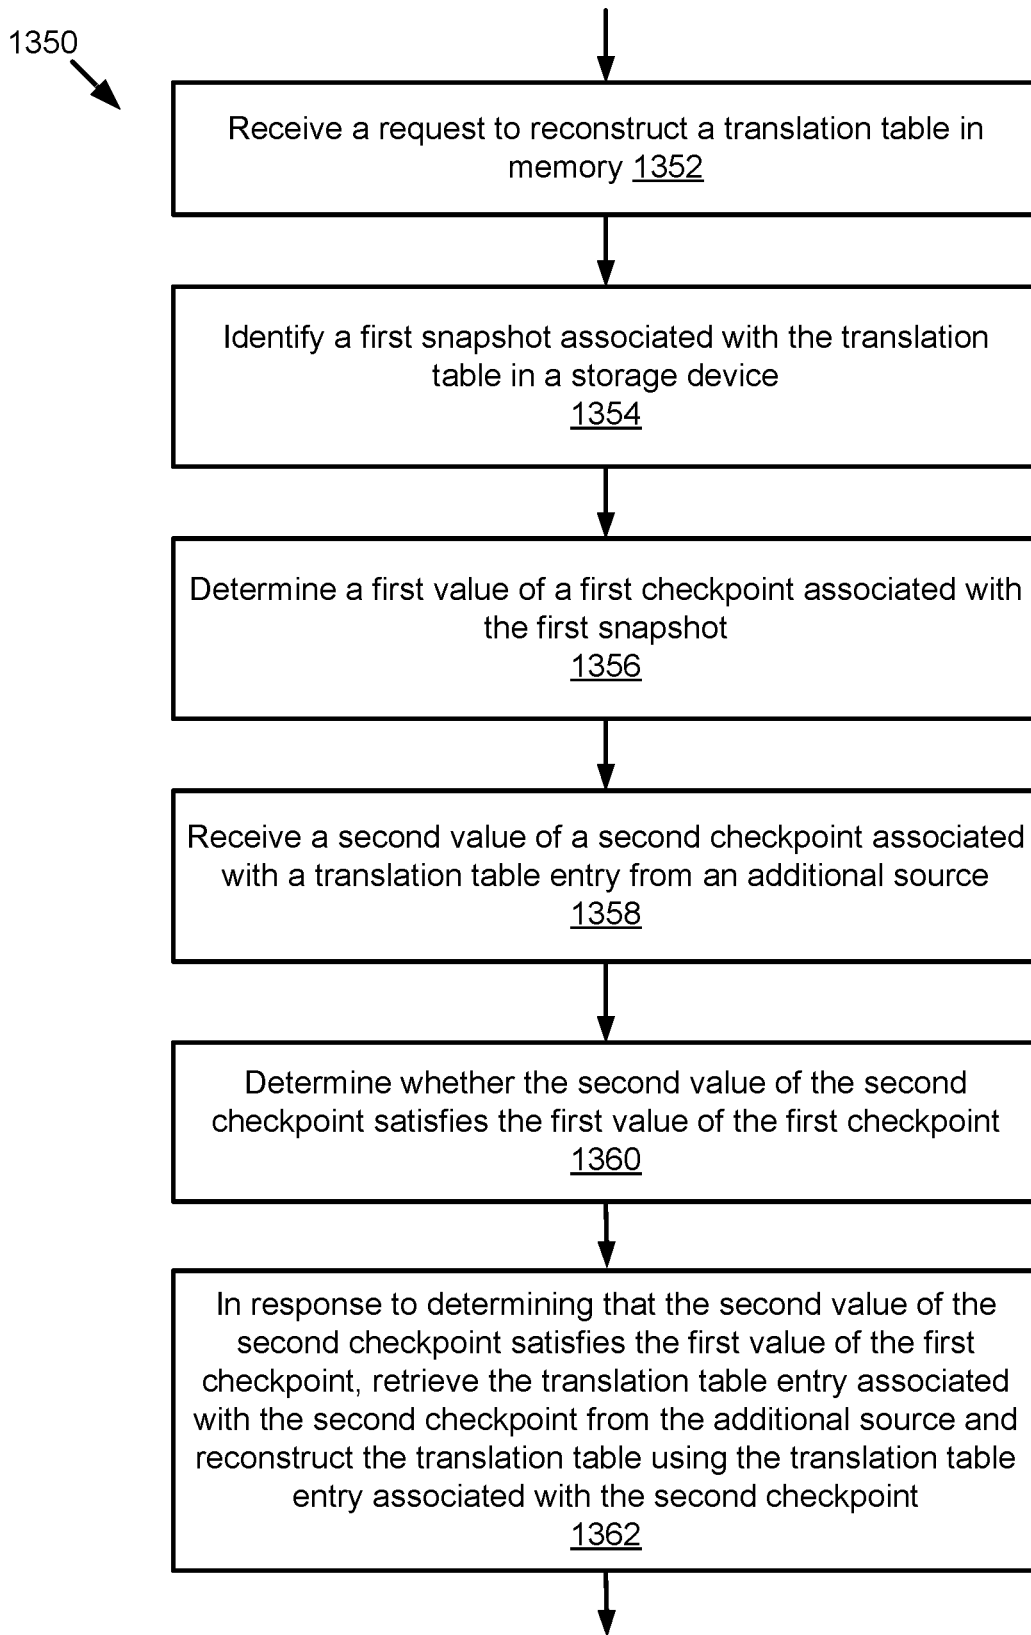 1350
Receive a request to reconstruct a translation table in
memory 1352
Identify a first snapshot associated with the translation
table in a storage device
1354
Determine a first value of a first checkpoint associated with
the first snapshot
1356
Receive a second value of a second checkpoint associated
with a translation table entry from an additional source
1358
Determine whether the second value of the second
checkpoint satisfies the first value of the first checkpoint
1360
In response to determining that the second value of the
second checkpoint satisfies the first value of the first
checkpoint, retrieve the translation table entry associated
with the second checkpoint from the additional source and
reconstruct the translation table using the translation table
entry associated with the second checkpoint
1362